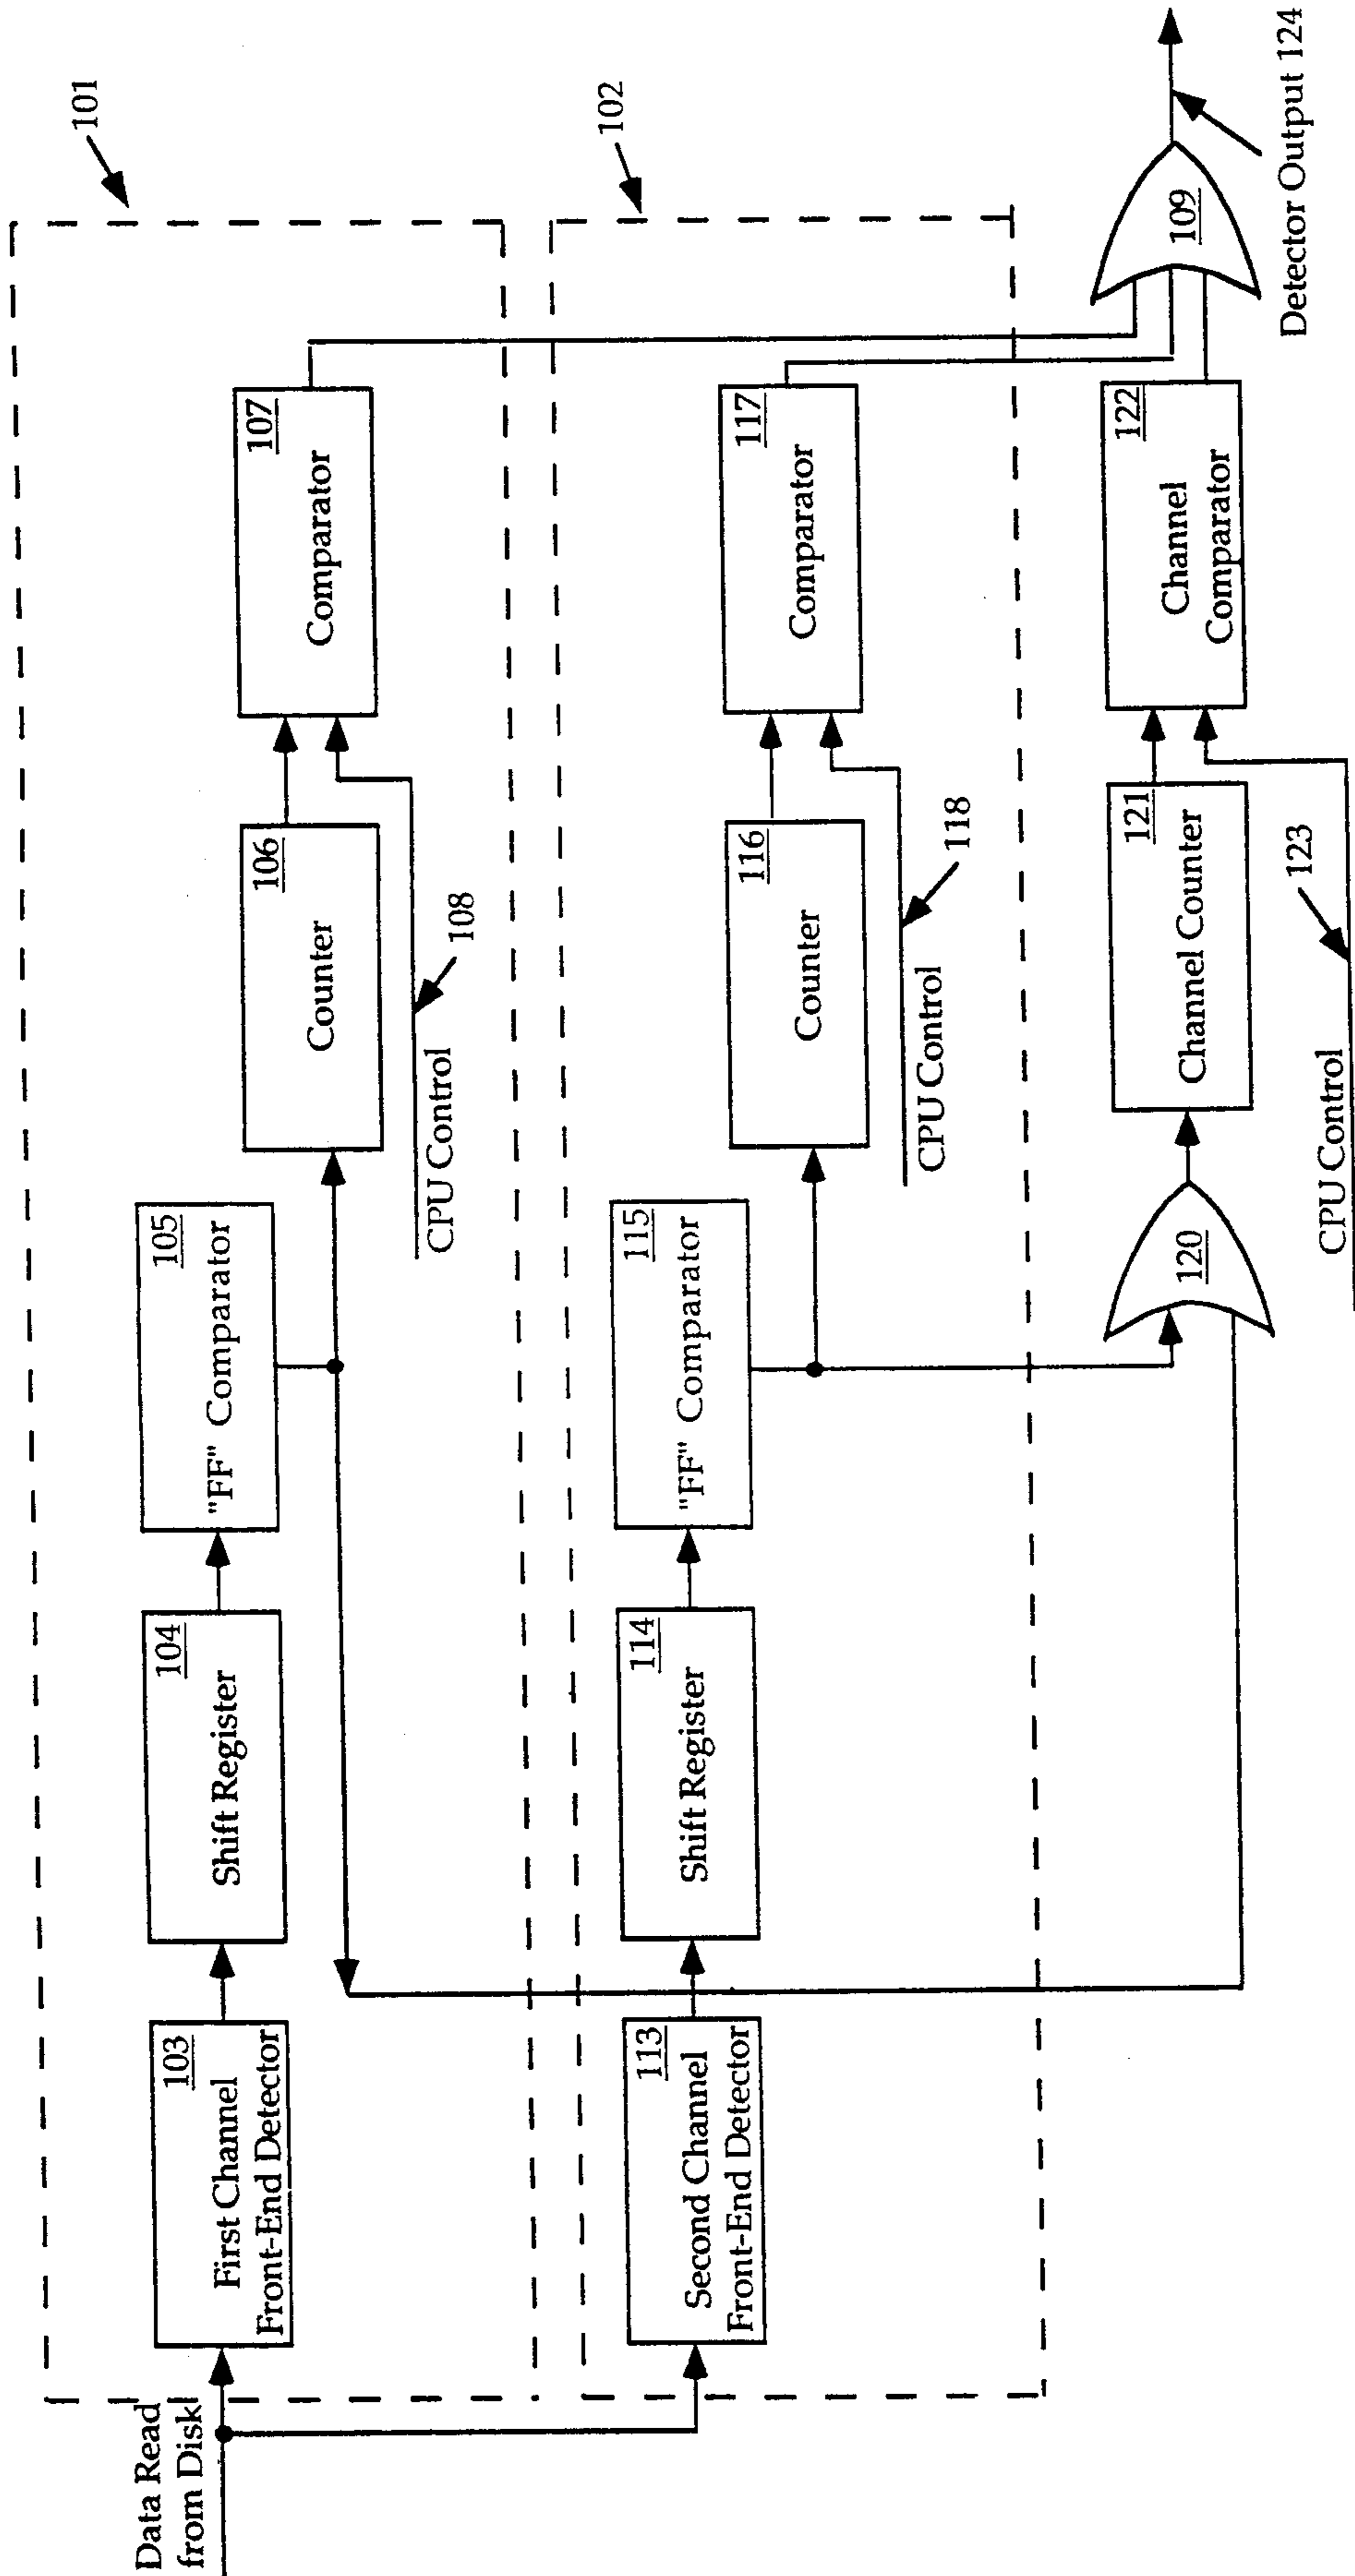 Data Read
from Disk
101
103
First Channel
Front-End Detector
104
Shift Register
105
"FF" Comparator
106
Counter
107
Comparator
CPU Control
108
102
113
Second Channel
Front-End Detector
114
Shift Register
115
"FF" Comparator
116
Counter
117
Comparator
CPU Control
118
120
121
Channel Counter
122
Channel
Comparator
109
CPU Control
123
Detector Output 124